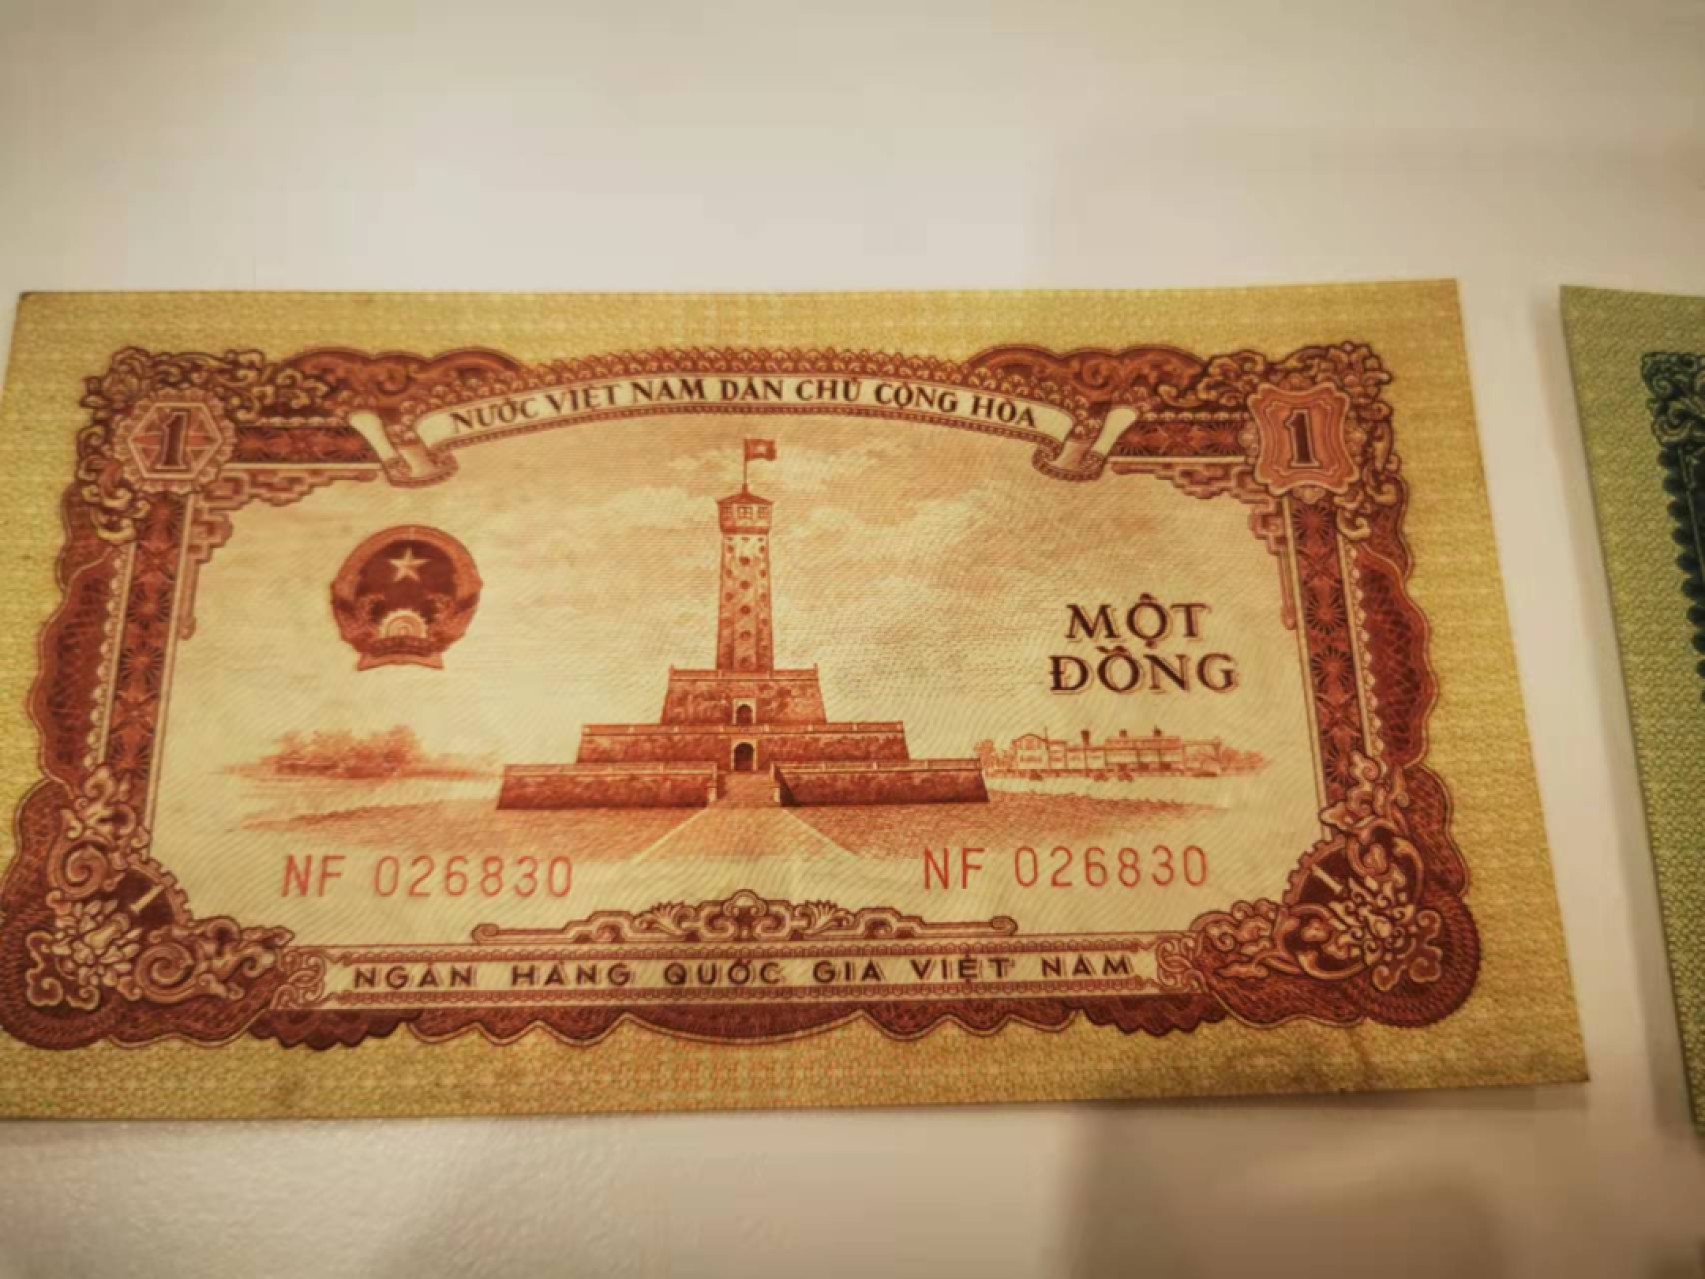 NƯỚC VIỆT NAM DÂN CHỦ CỘNG HÒA
1
1
MỘT
ĐỒNG
NF 026830
NF 026830
1
1
NGÂN HÀNG QUỐC GIA VIỆT NAM